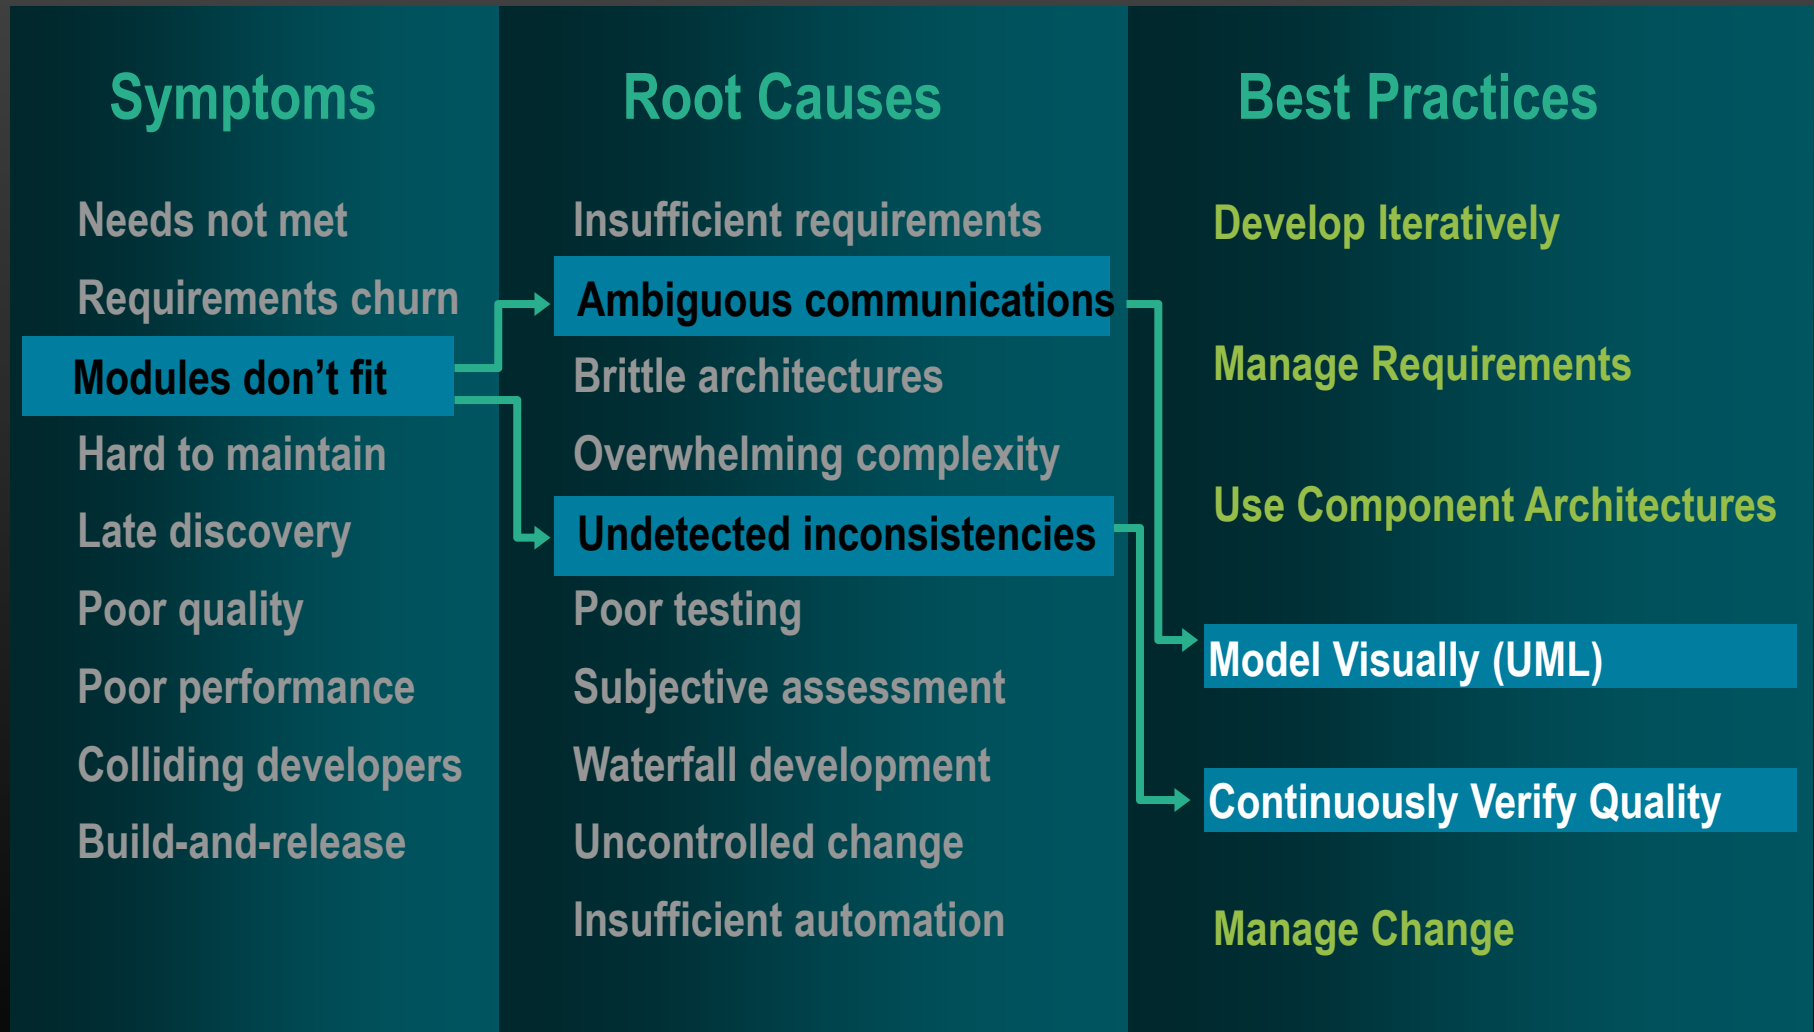 Symptoms
Needs not met
Requirements churn
Modules don’t fit
Hard to maintain
Late discovery
Poor quality
Poor performance
Colliding developers
Build-and-release
Root Causes
Insufficient requirements
Ambiguous communications
Brittle architectures
Overwhelming complexity
Undetected inconsistencies
Poor testing
Subjective assessment
Waterfall development
Uncontrolled change
Insufficient automation
Best Practices
Develop Iteratively
Manage Requirements
Use Component Architectures
Model Visually (UML)
Continuously Verify Quality
Manage Change